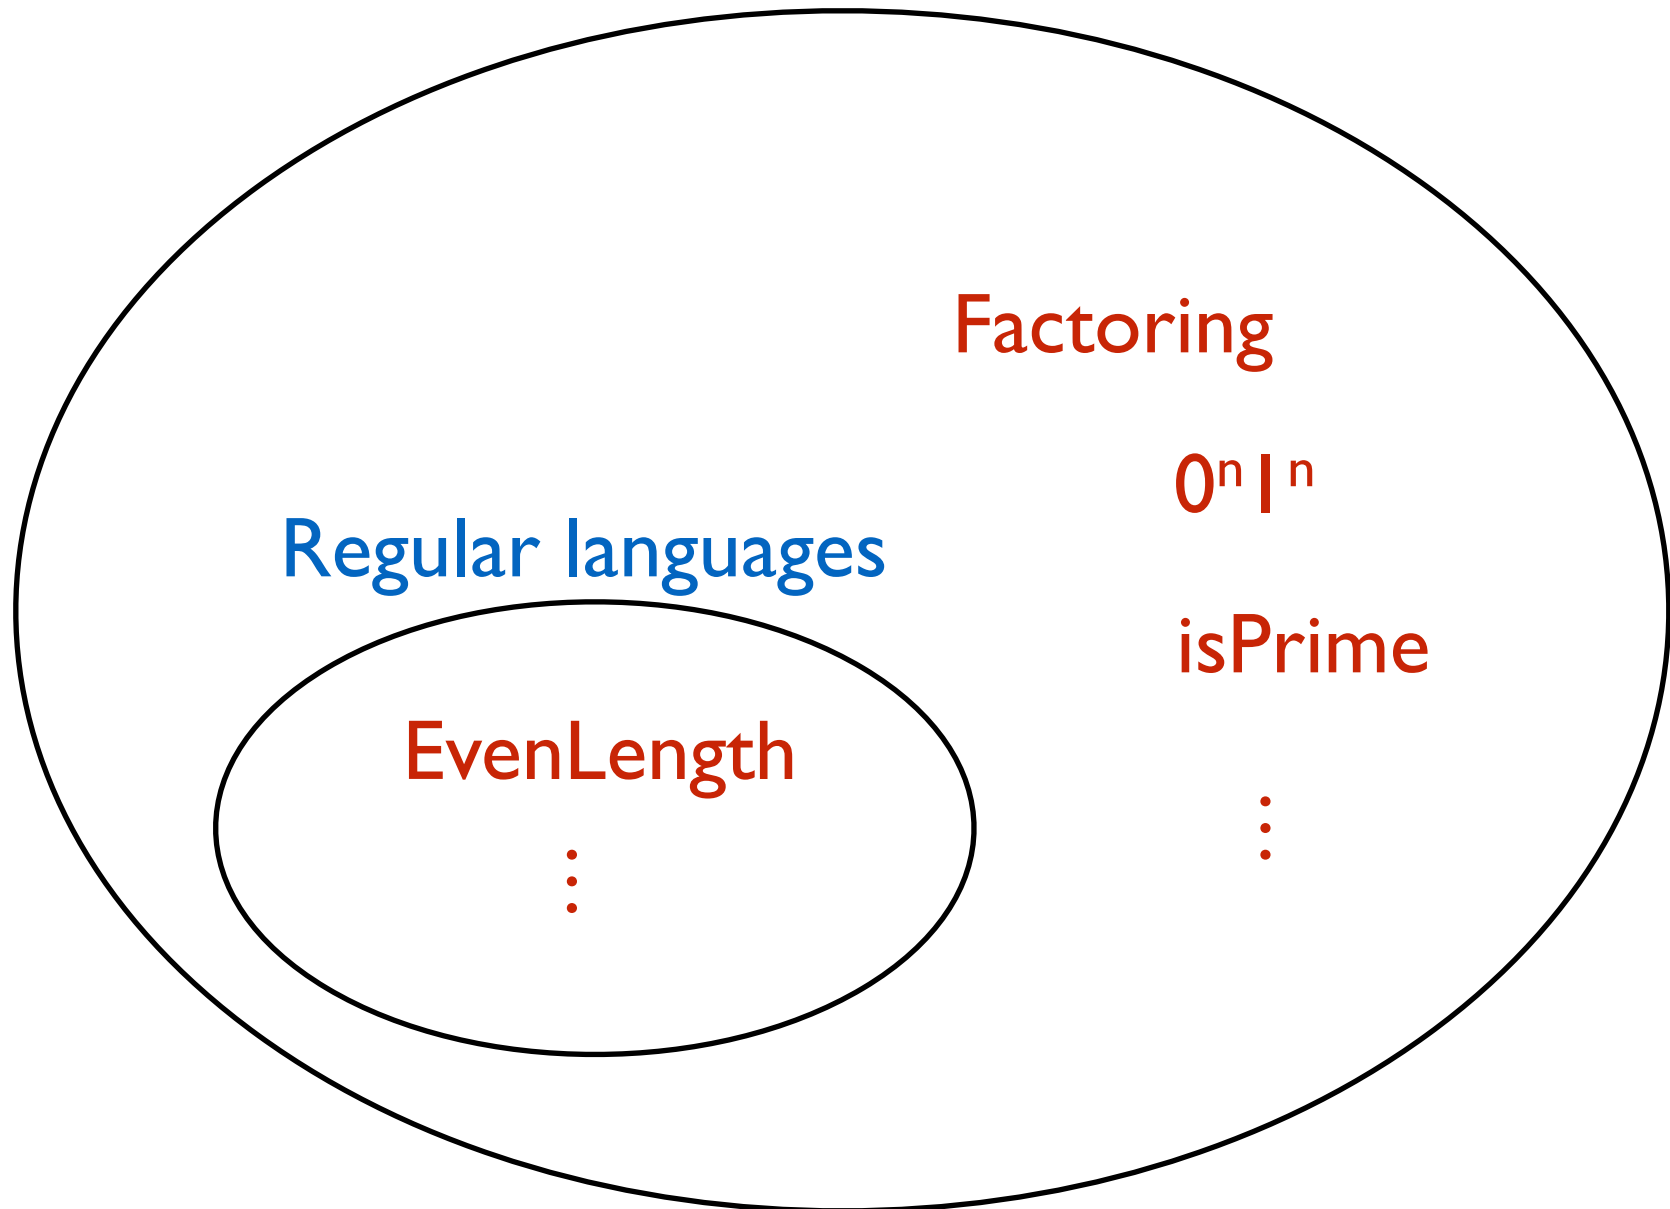 Factoring
0ⁿ1ⁿ
Regular languages
isPrime
EvenLength
⋮
⋮